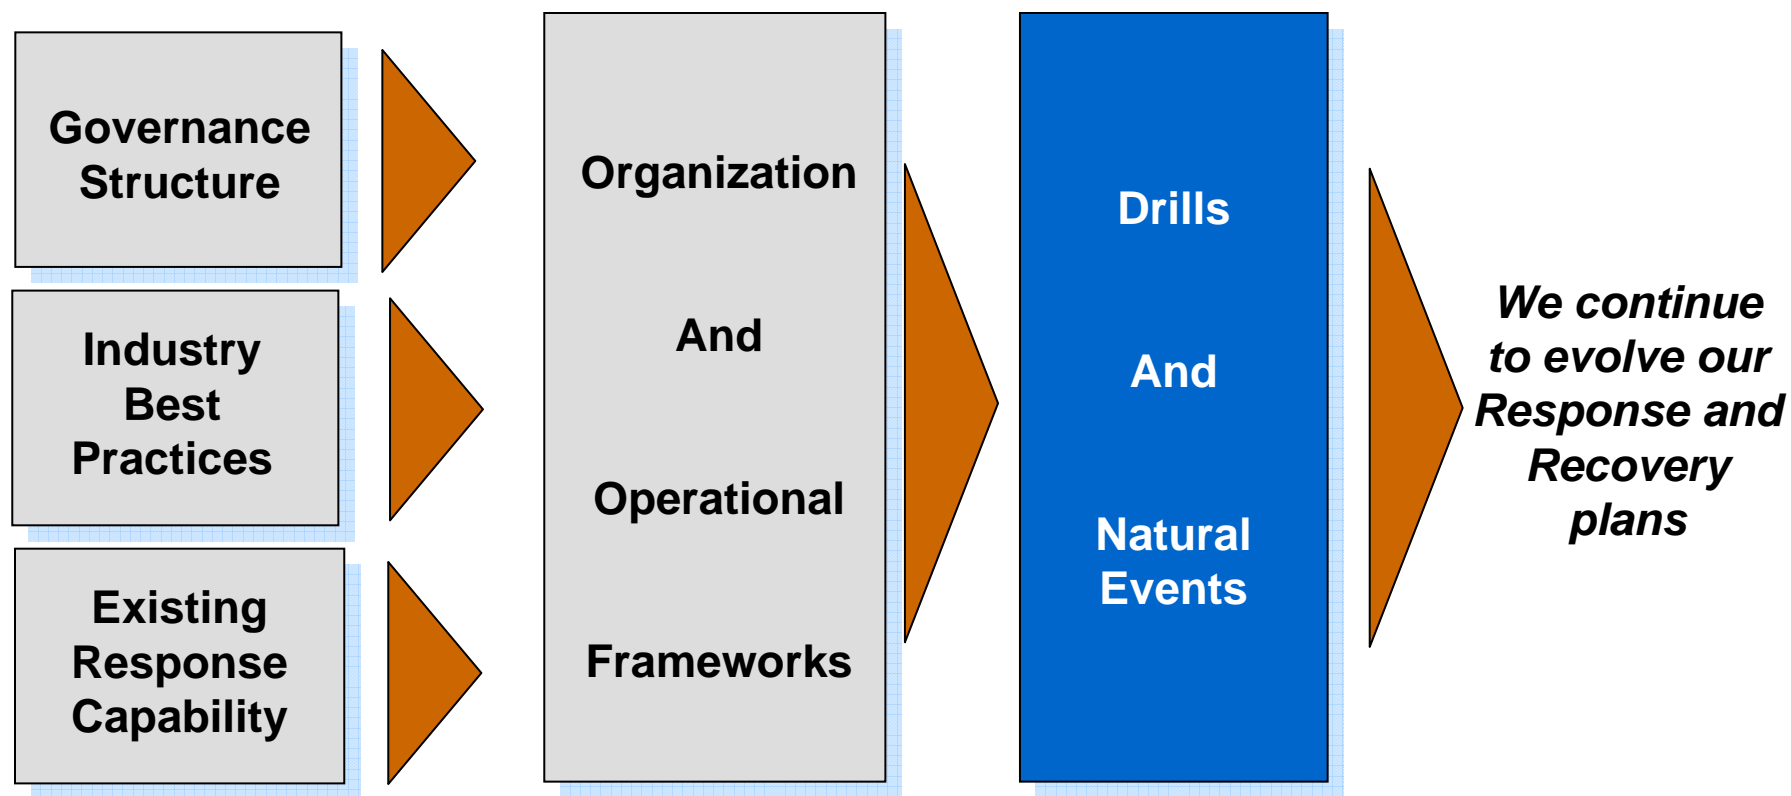 Governance
Structure
Industry
Best
Practices
Existing
Response
Capability
Organization
And
Operational
Frameworks
Drills
And
Natural
Events
We continue
to evolve our
Response and
Recovery
plans